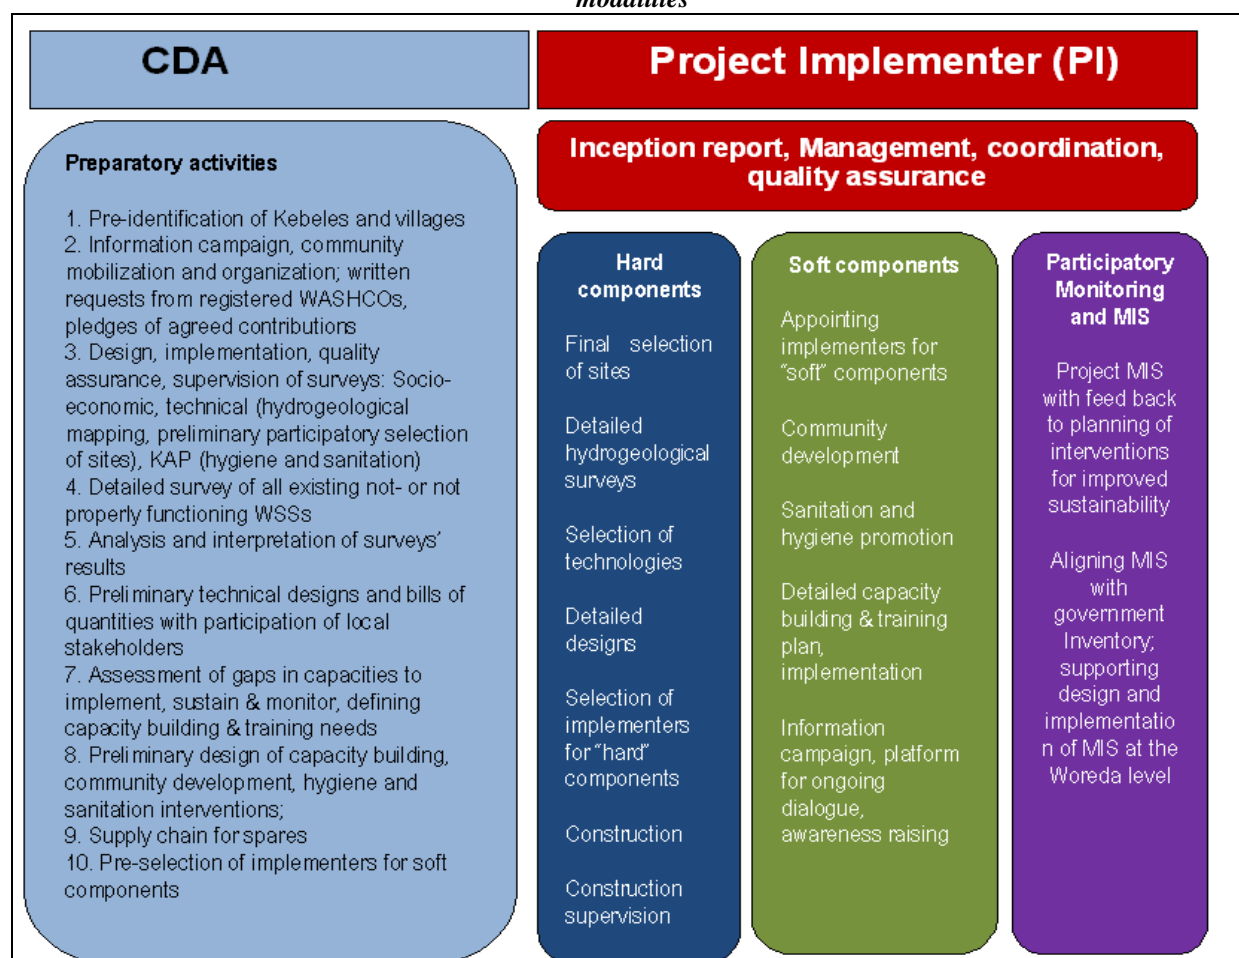 modalities
CDA
Project Implementer (PI)
Preparatory activities
1. Pre-identification of Kebeles and villages
2. Information campaign, community
mobilization and organization; written
requests from registered WASHCOs,
pledges of agreed contributions
3. Design, implementation, quality
assurance, supervision of surveys: Socio-
economic, technical (hydrogeological
mapping, preliminary participatory selection
of sites), KAP (hygiene and sanitation)
4. Detailed survey of all existing not- or not
properly functioning WSSs
5. Analysis and interpretation of surveys'
results
6. Preliminary technical designs and bills of
quantities with participation of local
stakeholders
7. Assessment of gaps in capacities to
implement, sustain & monitor, defining
capacity building & training needs
8. Preliminary design of capacity building,
community development, hygiene and
sanitation interventions;
9. Supply chain for spares
10. Pre-selection of implementers for soft
components
Inception report, Management, coordination,
quality assurance
Hard
components
Final selection
of sites
Detailed
hydrogeological
surveys
Selection of
technologies
Detailed
designs
Selection of
implementers
for "hard"
components
Construction
Construction
supervision
Soft components
Appointing
implementers for
"soft" components
Community
development
Sanitation and
hygiene promotion
Detailed capacity
building & training
plan,
implementation
Information
campaign, platform
for ongoing
dialogue,
awareness raising
Participatory
Monitoring
and MIS
Project MIS
with feed back
to planning of
interventions
for improved
sustainability
Aligning MIS
with
government
Inventory;
supporting
design and
implementatio
n of MIS at the
Woreda level